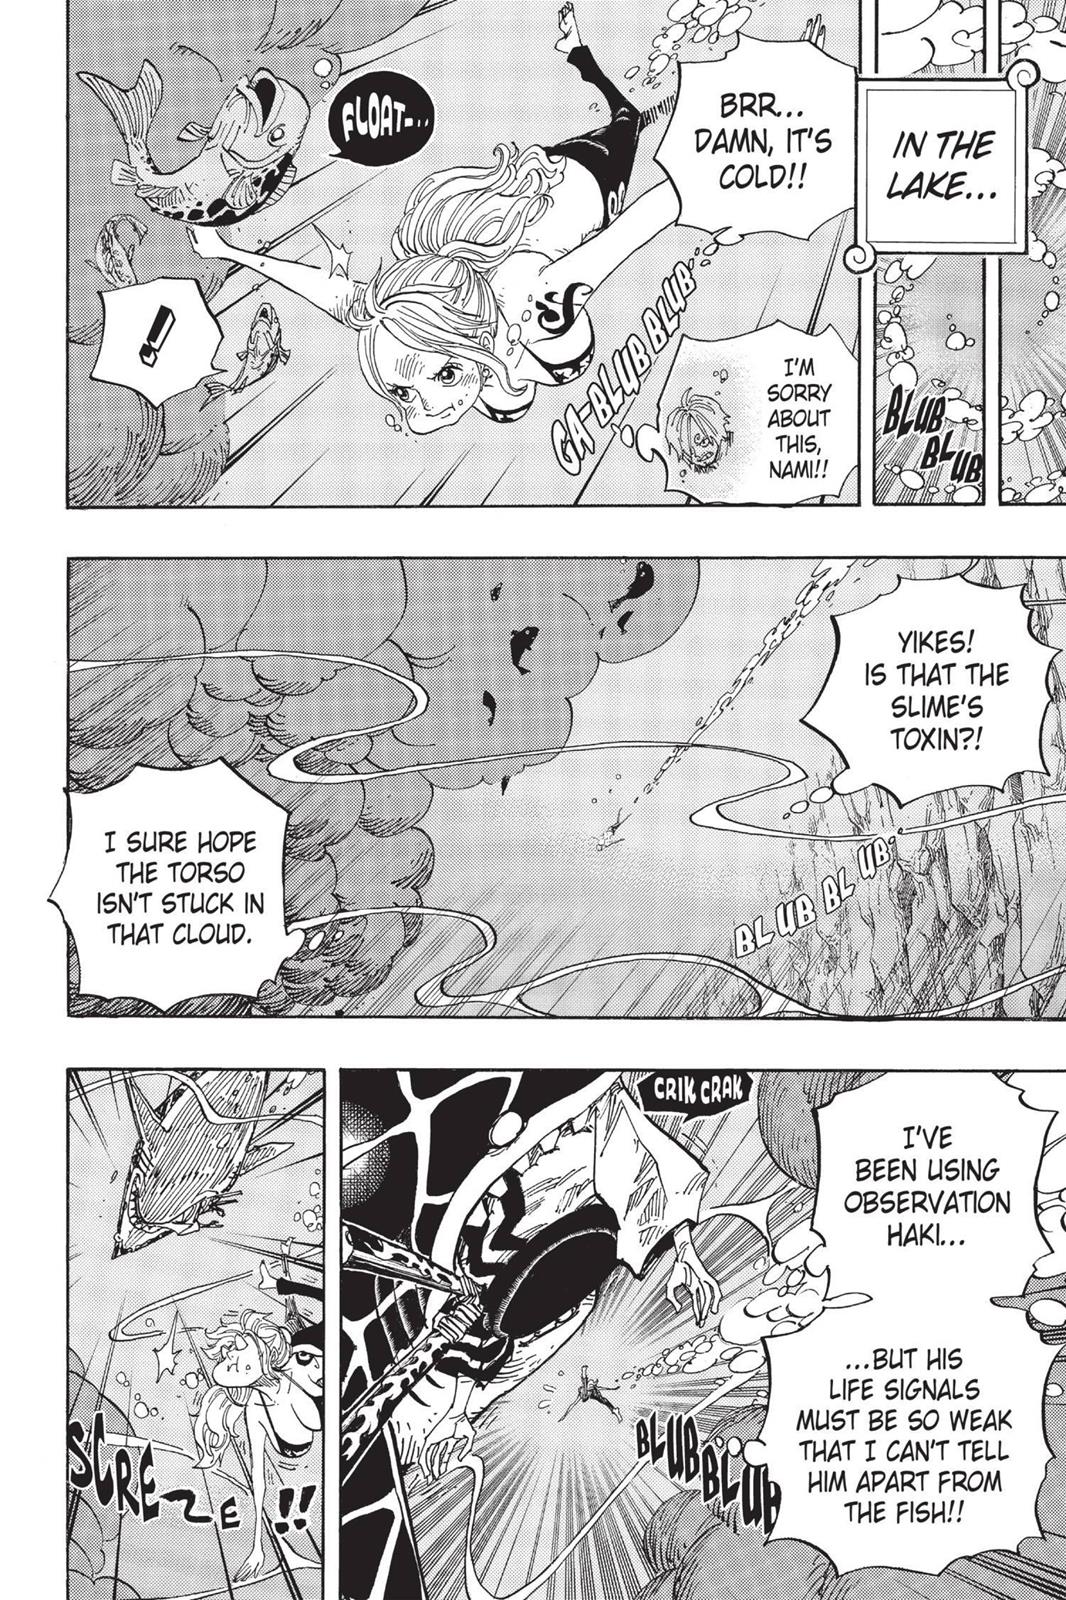 IN THE
LAKE...
BLUB
BLUB
BRR...
DAMN, IT'S
COLD!!
I'M
SORRY
ABOUT
THIS,
NAMI!!
GA-BLUB BLUB
FLOAT-...
!!
YIKES!
IS THAT THE
SLIME'S
TOXIN?!
BLUB BLUB
I SURE HOPE
THE TORSO
ISN'T STUCK IN
THAT CLOUD.
I'VE
BEEN USING
OBSERVATION
HAKI...
...BUT HIS
LIFE SIGNALS
MUST BE SO WEAK
THAT I CAN'T TELL
HIM APART FROM
THE FISH!!
CRIK CRAK
BLUB BLUB
SCREEZE!!